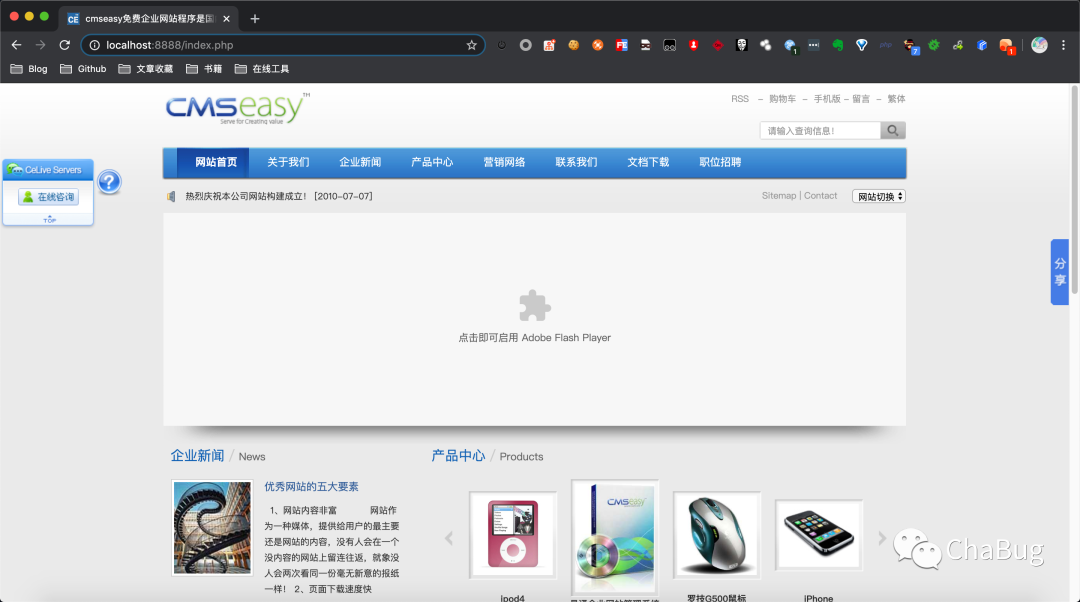 cmseasy免费企业网站程序是国
localhost:8888/index.php
Blog Github 文章收藏 书籍 在线工具
CMSeasy™
Serve for Creating value
RSS – 购物车 – 手机版 – 留言 – 繁体
请输入查询信息！
网站首页 关于我们 企业新闻 产品中心 营销网络 联系我们 文档下载 职位招聘
CeLive Servers
在线咨询
TOP
热烈庆祝本公司网站构建成立！ [2010-07-07]
Sitemap | Contact 网站切换
分享
点击即可启用 Adobe Flash Player
企业新闻 / News
产品中心 / Products
优秀网站的五大要素
1、网站内容非富 网站作
为一种媒体，提供给用户的最主要
还是网站的内容，没有人会在一个
没内容的网站上留连往返，就象没
人会两次看同一份毫无新意的报纸
一样！ 2、页面下载速度快
CMSeasy
ChaBug
ipod4
罗技G500鼠标
iPhone